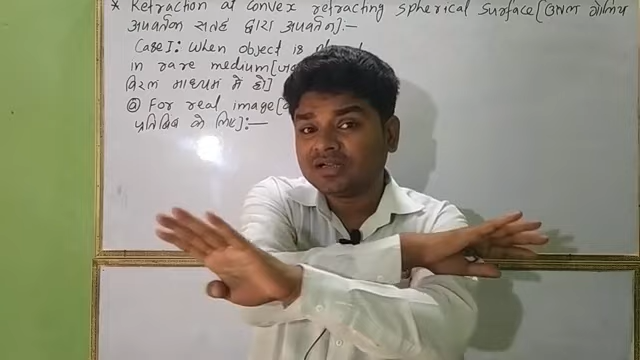 * Refraction at Convex refracting Spherical Surface [उत्तल गोलीय
अपवर्तक सतह द्वारा अपवर्तन]:-
Case I: When object is
in rare medium [
विरल माध्यम में हो]
ⓐ For real image [
प्रतिबिंब के लिए]:-